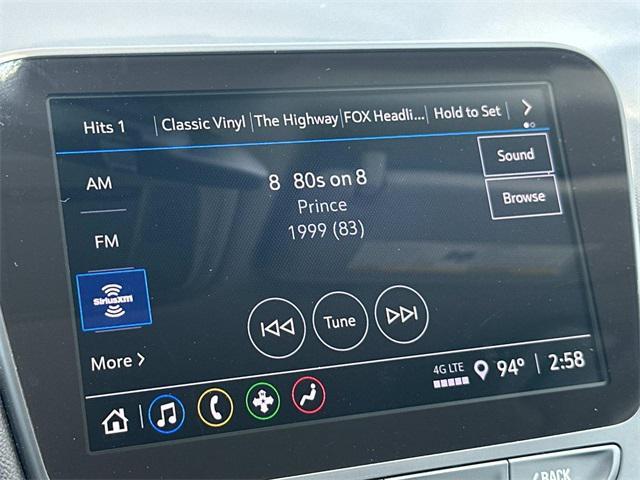 Hits 1 Classic Vinyl The Highway FOX Headli... Hold to Set >
AM
8 80s on 8
Sound
Prince
Browse
FM
1999 (83)
SiriusXM
Tune
More >
4G LTE 94° 2:58
BACK